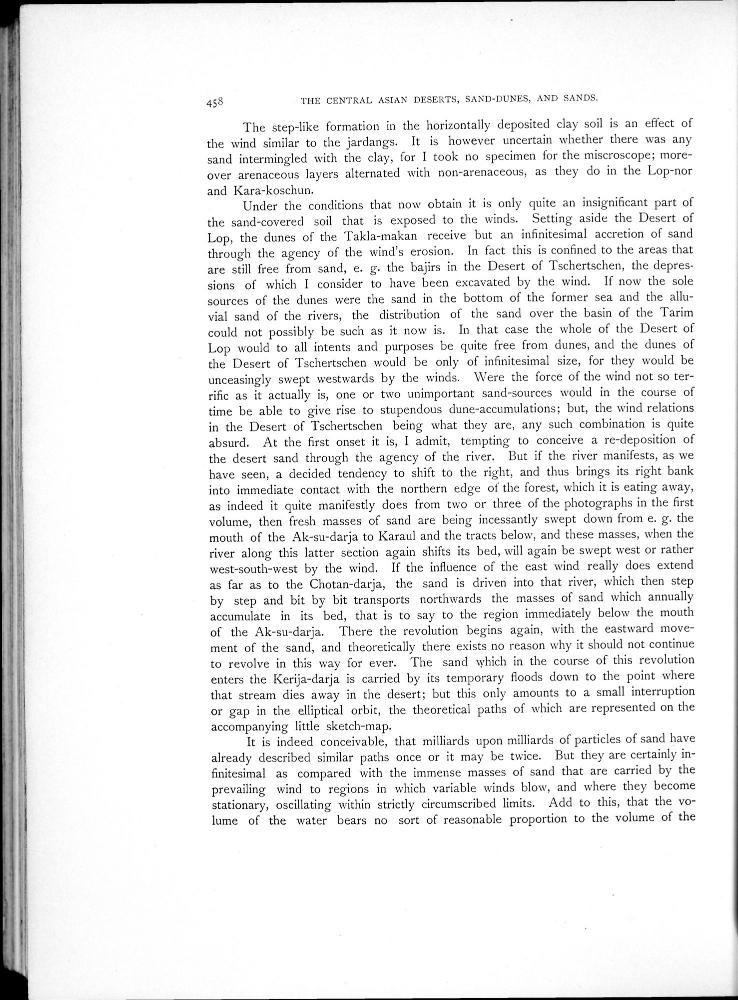 458
THE CENTRAL ASIAN DESERTS, SAND-DUNES, AND SANDS.
The step-like formation in the horizontally deposited clay soil is an effect of
the wind similar to the jardangs. It is however uncertain whether there was any
sand intermingled with the clay, for I took no specimen for the miscroscope; more-
over arenaceous layers alternated with non-arenaceous, as they do in the Lop-nor
and Kara-koschun.
Under the conditions that now obtain it is only quite an insignificant part of
the sand-covered soil that is exposed to the winds. Setting aside the Desert of
Lop, the dunes of the Takla-makan receive but an infinitesimal accretion of sand
through the agency of the wind's erosion. In fact this is confined to the areas that
are still free from sand, e. g. the bajirs in the Desert of Tschertschen, the depres-
sions of which I consider to have been excavated by the wind. If now the sole
sources of the dunes were the sand in the bottom of the former sea and the allu-
vial sand of the rivers, the distribution of the sand over the basin of the Tarim
could not possibly be such as it now is. In that case the whole of the Desert of
Lop would to all intents and purposes be quite free from dunes, and the dunes of
the Desert of Tschertschen would be only of infinitesimal size, for they would be
unceasingly swept westwards by the winds. Were the force of the wind not so ter-
rific as it actually is, one or two unimportant sand-sources would in the course of
time be able to give rise to stupendous dune-accumulations; but, the wind relations
in the Desert of Tschertschen being what they are, any such combination is quite
absurd. At the first onset it is, I admit, tempting to conceive a re-deposition of
the desert sand through the agency of the river. But if the river manifests, as we
have seen, a decided tendency to shift to the right, and thus brings its right bank
into immediate contact with the northern edge of the forest, which it is eating away,
as indeed it quite manifestly does from two or three of the photographs in the first
volume, then fresh masses of sand are being incessantly swept down from e. g. the
mouth of the Ak-su-darja to Karaul and the tracts below, and these masses, when the
river along this latter section again shifts its bed, will again be swept west or rather
west-south-west by the wind. If the influence of the east wind really does extend
as far as to the Chotan-darja, the sand is driven into that river, which then step
by step and bit by bit transports northwards the masses of sand which annually
accumulate in its bed, that is to say to the region immediately below the mouth
of the Ak-su-darja. There the revolution begins again, with the eastward move-
ment of the sand, and theoretically there exists no reason why it should not continue
to revolve in this way for ever. The sand which in the course of this revolution
enters the Kerija-darja is carried by its temporary floods down to the point where
that stream dies away in the desert; but this only amounts to a small interruption
or gap in the elliptical orbit, the theoretical paths of which are represented on the
accompanying little sketch-map.
It is indeed conceivable, that milliards upon milliards of particles of sand have
already described similar paths once or it may be twice. But they are certainly in-
finitesimal as compared with the immense masses of sand that are carried by the
prevailing wind to regions in which variable winds blow, and where they become
stationary, oscillating within strictly circumscribed limits. Add to this, that the vo-
lume of the water bears no sort of reasonable proportion to the volume of the